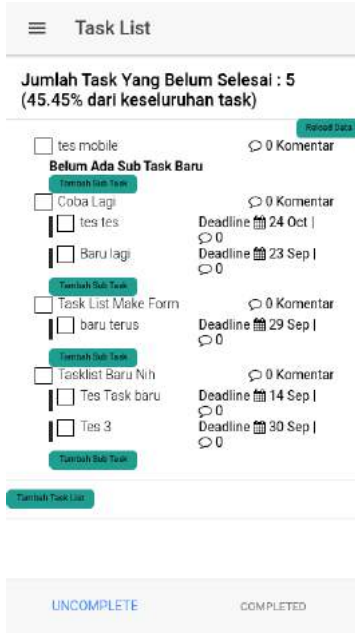 Task List
Jumlah Task Yang Belum Selesai : 5
(45.45% dari keseluruhan task)
Reload Data
tes mobile 0 Komentar
Belum Ada Sub Task Baru
Tambah Sub Task
Coba Lagi 0 Komentar
tes tes Deadline 24 Oct |
0
Baru lagi Deadline 23 Sep |
0
Tambah Sub Task
Task List Make Form 0 Komentar
baru terus Deadline 29 Sep |
0
Tambah Sub Task
Tasklist Baru Nih 0 Komentar
Tes Task baru Deadline 14 Sep |
0
Tes 3 Deadline 30 Sep |
0
Tambah Sub Task
Tambah Task List
UNCOMPLETE COMPLETED